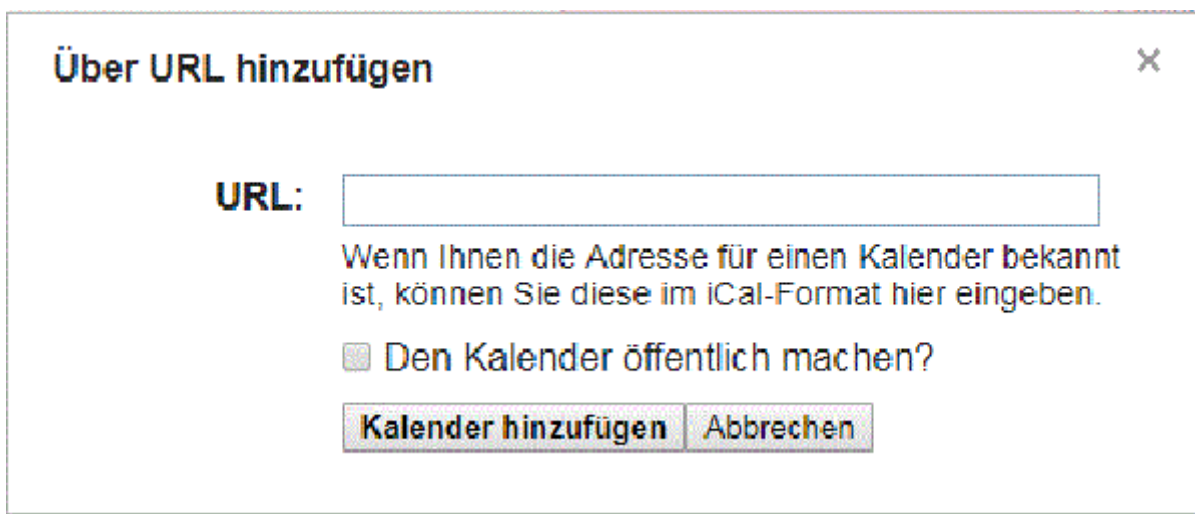 Über URL hinzufügen
URL:
Wenn Ihnen die Adresse für einen Kalender bekannt
ist, können Sie diese im iCal-Format hier eingeben.
Den Kalender öffentlich machen?
Kalender hinzufügen Abbrechen